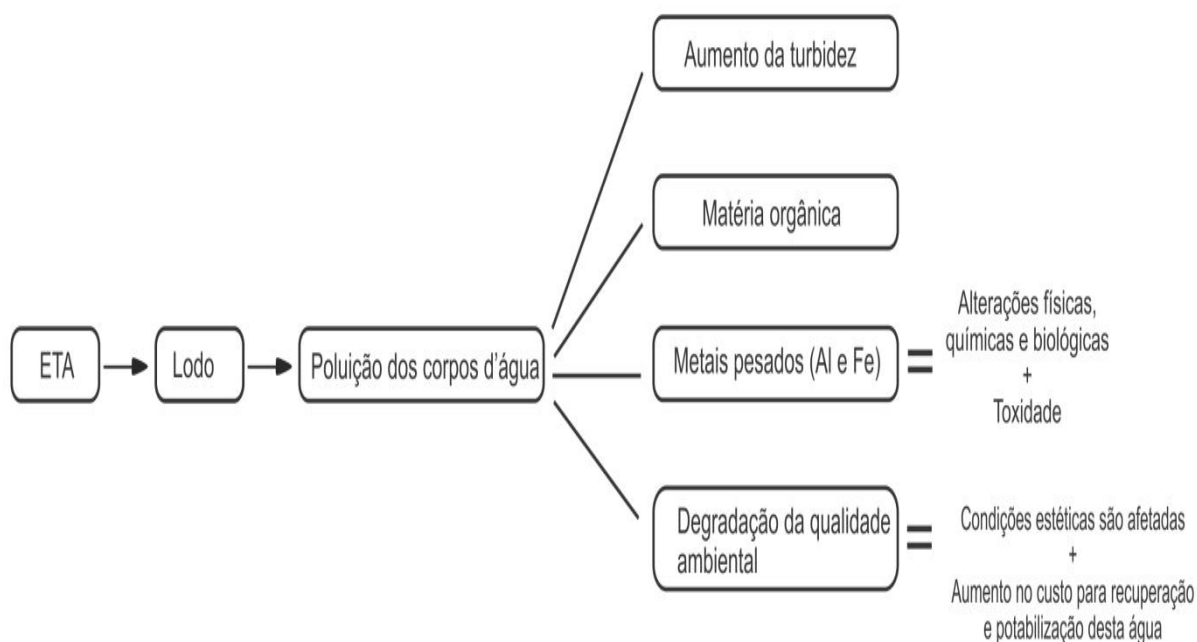 ETA
Lodo
Poluição dos corpos d'água
Aumento da turbidez
Matéria orgânica
Metais pesados (Al e Fe)
=
Alterações físicas,
químicas e biológicas
+
Toxidade
Degradação da qualidade
ambiental
=
Condições estéticas são afetadas
+
Aumento no custo para recuperação
e potabilização desta água